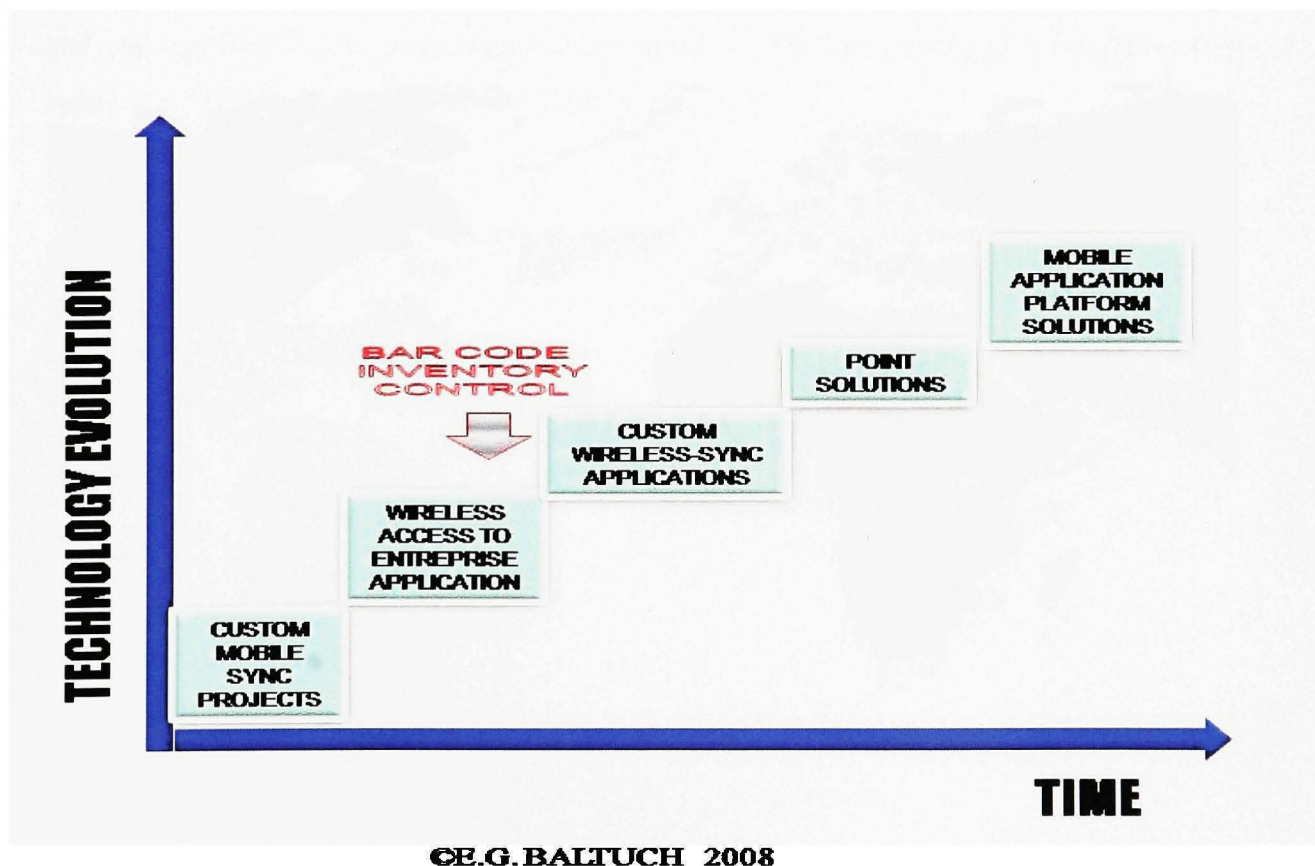 TECHNOLOGY EVOLUTION
MOBILE
APPLICATION
PLATFORM
SOLUTIONS
POINT
SOLUTIONS
BAR CODE
INVENTORY
CONTROL
CUSTOM
WIRELESS-SYNC
APPLICATIONS
WIRELESS
ACCESS TO
ENTREPRISE
APPLICATION
CUSTOM
MOBILE
SYNC
PROJECTS
TIME
©E.G. BALTUCH 2008